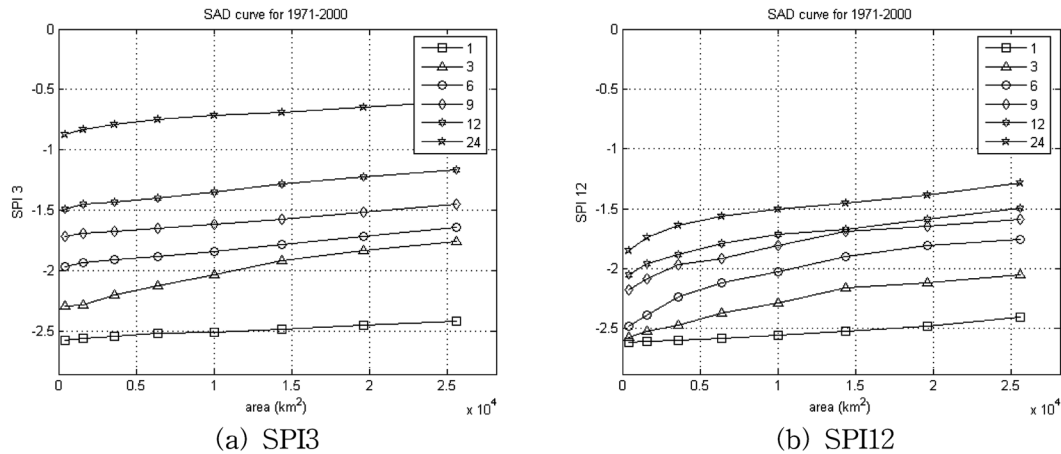 SAD curve for 1971-2000
0
-0.5
-1
-1.5
-2
-2.5
SPI 3
0 0.5 1 1.5 2 2.5
x 10⁴
area (km²)
1
3
6
9
12
24
(a) SPI3
SAD curve for 1971-2000
0
-0.5
-1
-1.5
-2
-2.5
SPI 12
0 0.5 1 1.5 2 2.5
x 10⁴
area (km²)
1
3
6
9
12
24
(b) SPI12